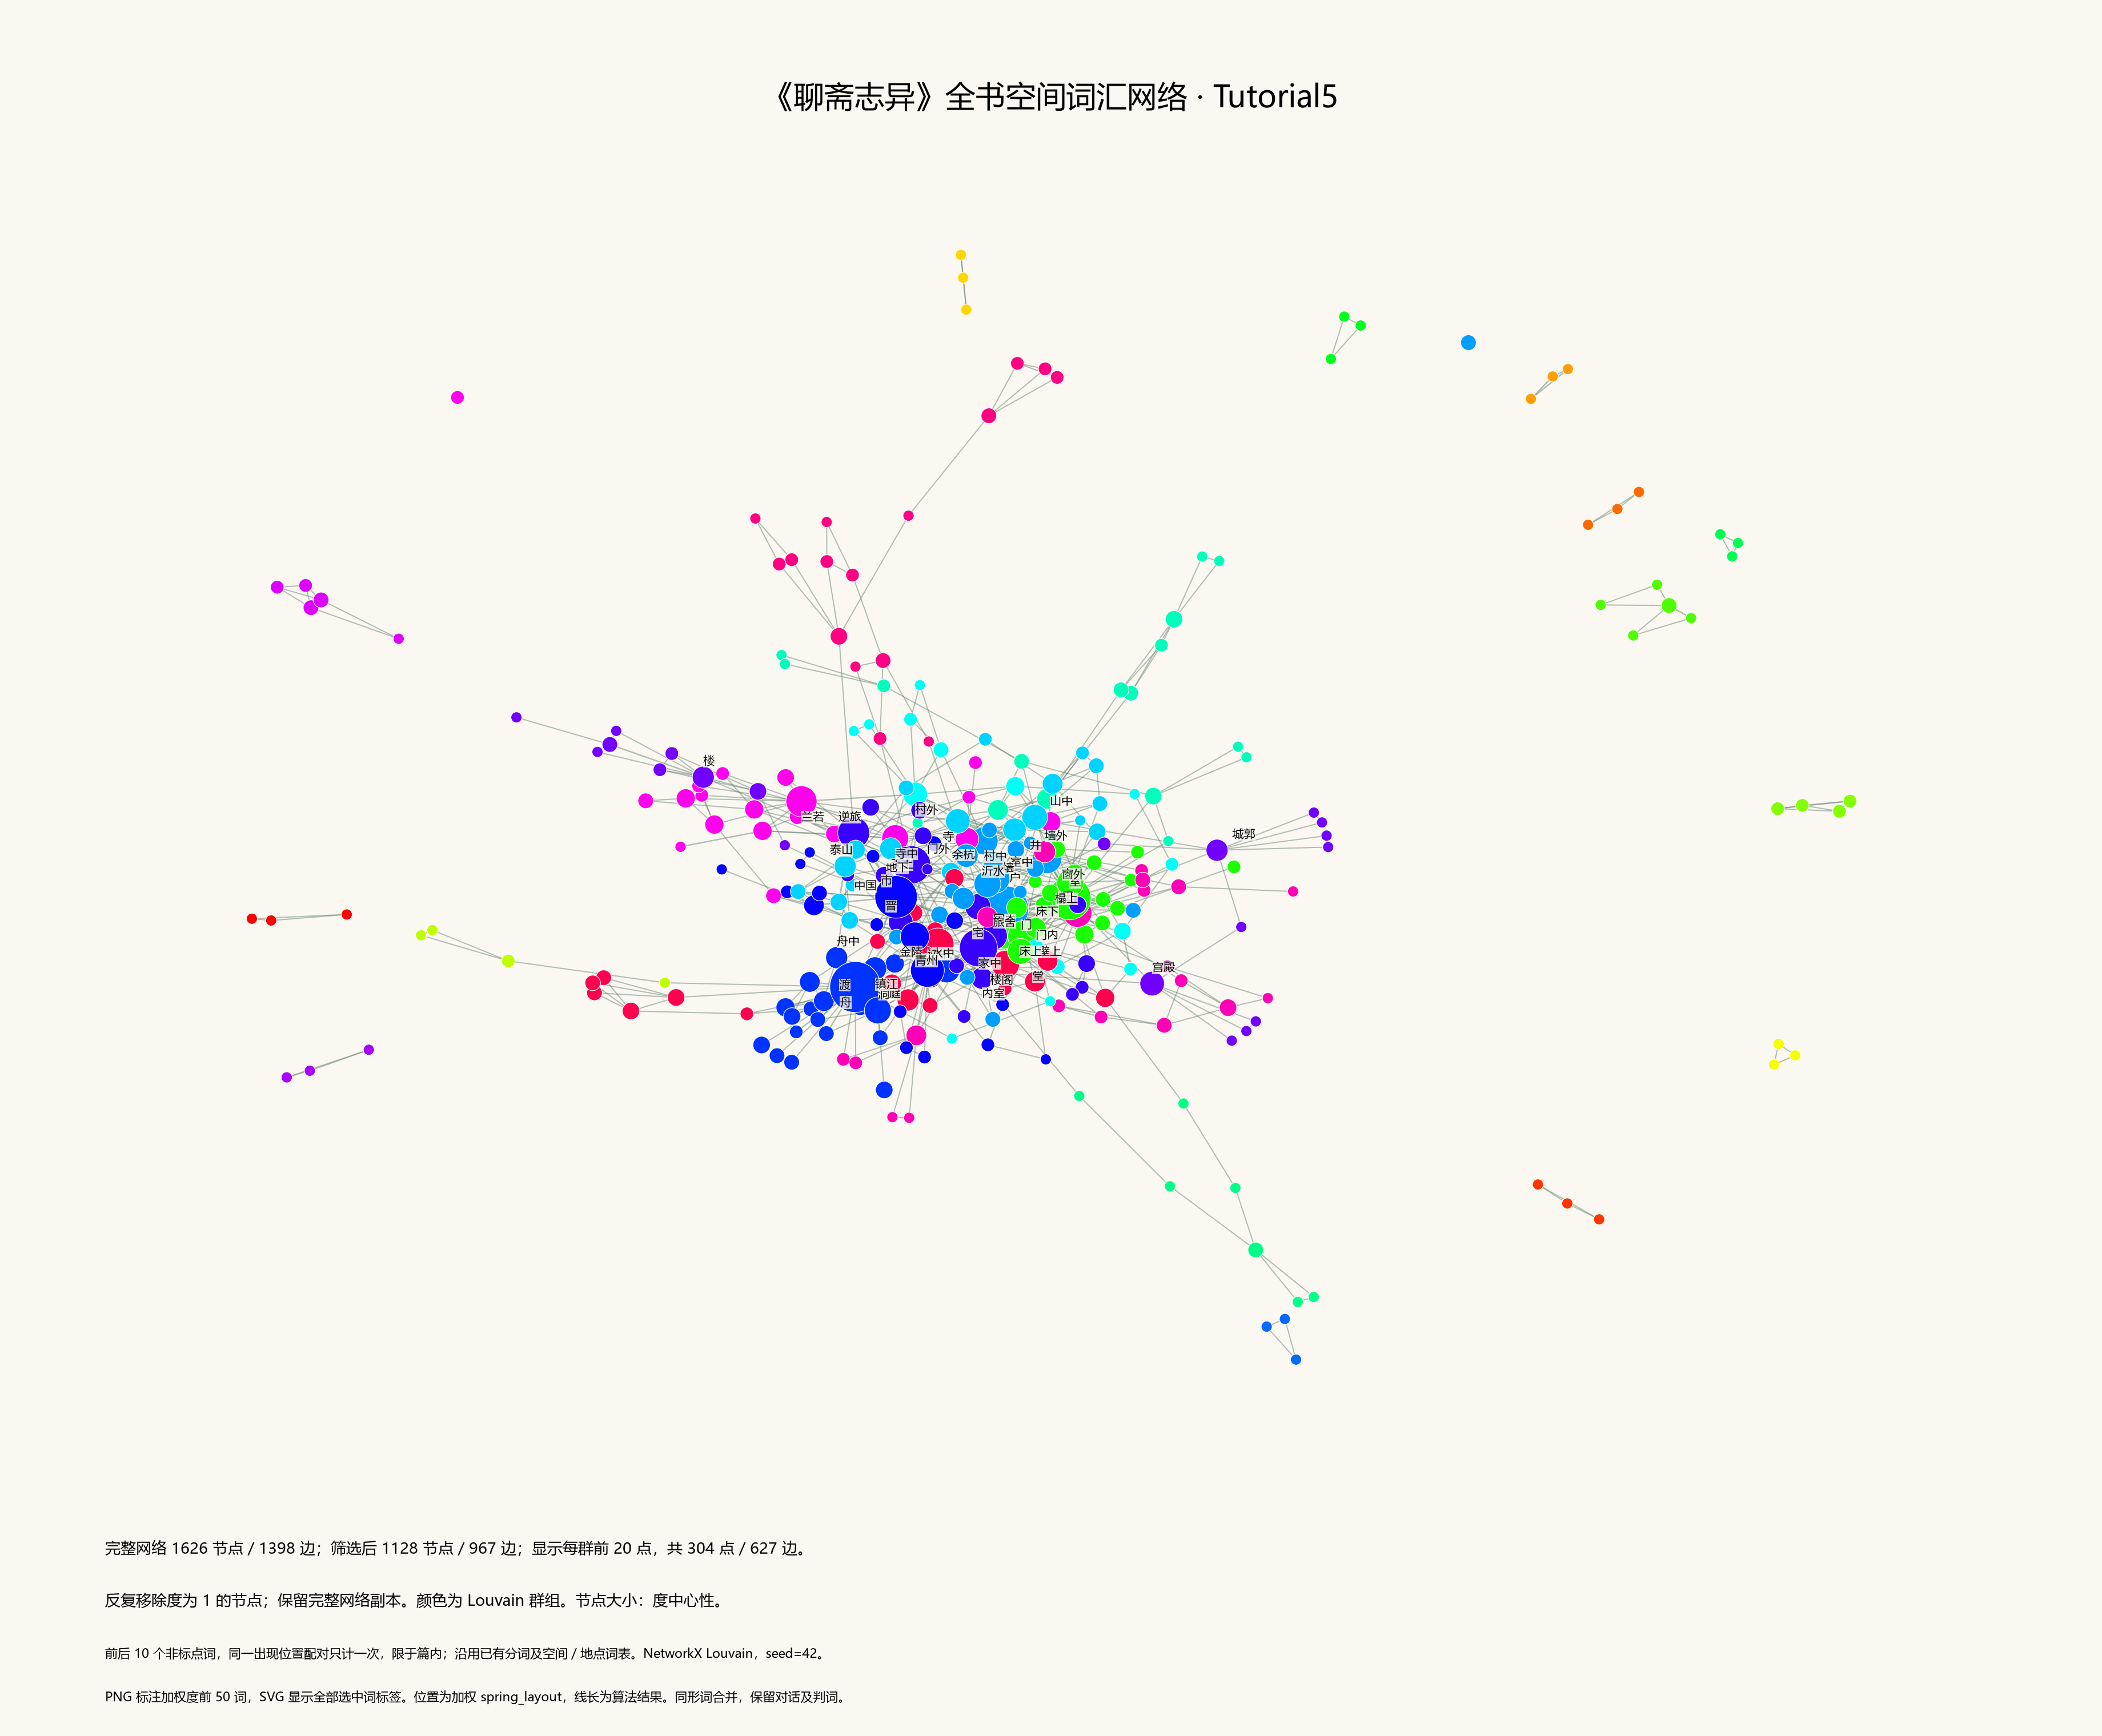 《聊斋志异》全书空间词汇网络 · Tutorial5
楼
山中
兰若
逆旅
村外
城郭
寺
墙外
门外
井
泰山
寺中
余杭
村中
室中
地下
沂水
户
窗外
中国
市
榻上
晋
床下
旅舍
门
宅
门内
舟中
金陵
水中
床上
青州
家中
宫殿
楼阁
堂
渡
镇江
洞庭
内室
舟
完整网络 1626 节点 / 1398 边；筛选后 1128 节点 / 967 边；显示每群前 20 点，共 304 点 / 627 边。
反复移除度为 1 的节点；保留完整网络副本。颜色为 Louvain 群组。节点大小：度中心性。
前后 10 个非标点词，同一出现位置配对只计一次，限于篇内；沿用已有分词及空间 / 地点词表。NetworkX Louvain，seed=42。
PNG 标注加权度前 50 词，SVG 显示全部选中词标签。位置为加权 spring_layout，线长为算法结果。同形词合并，保留对话及判词。